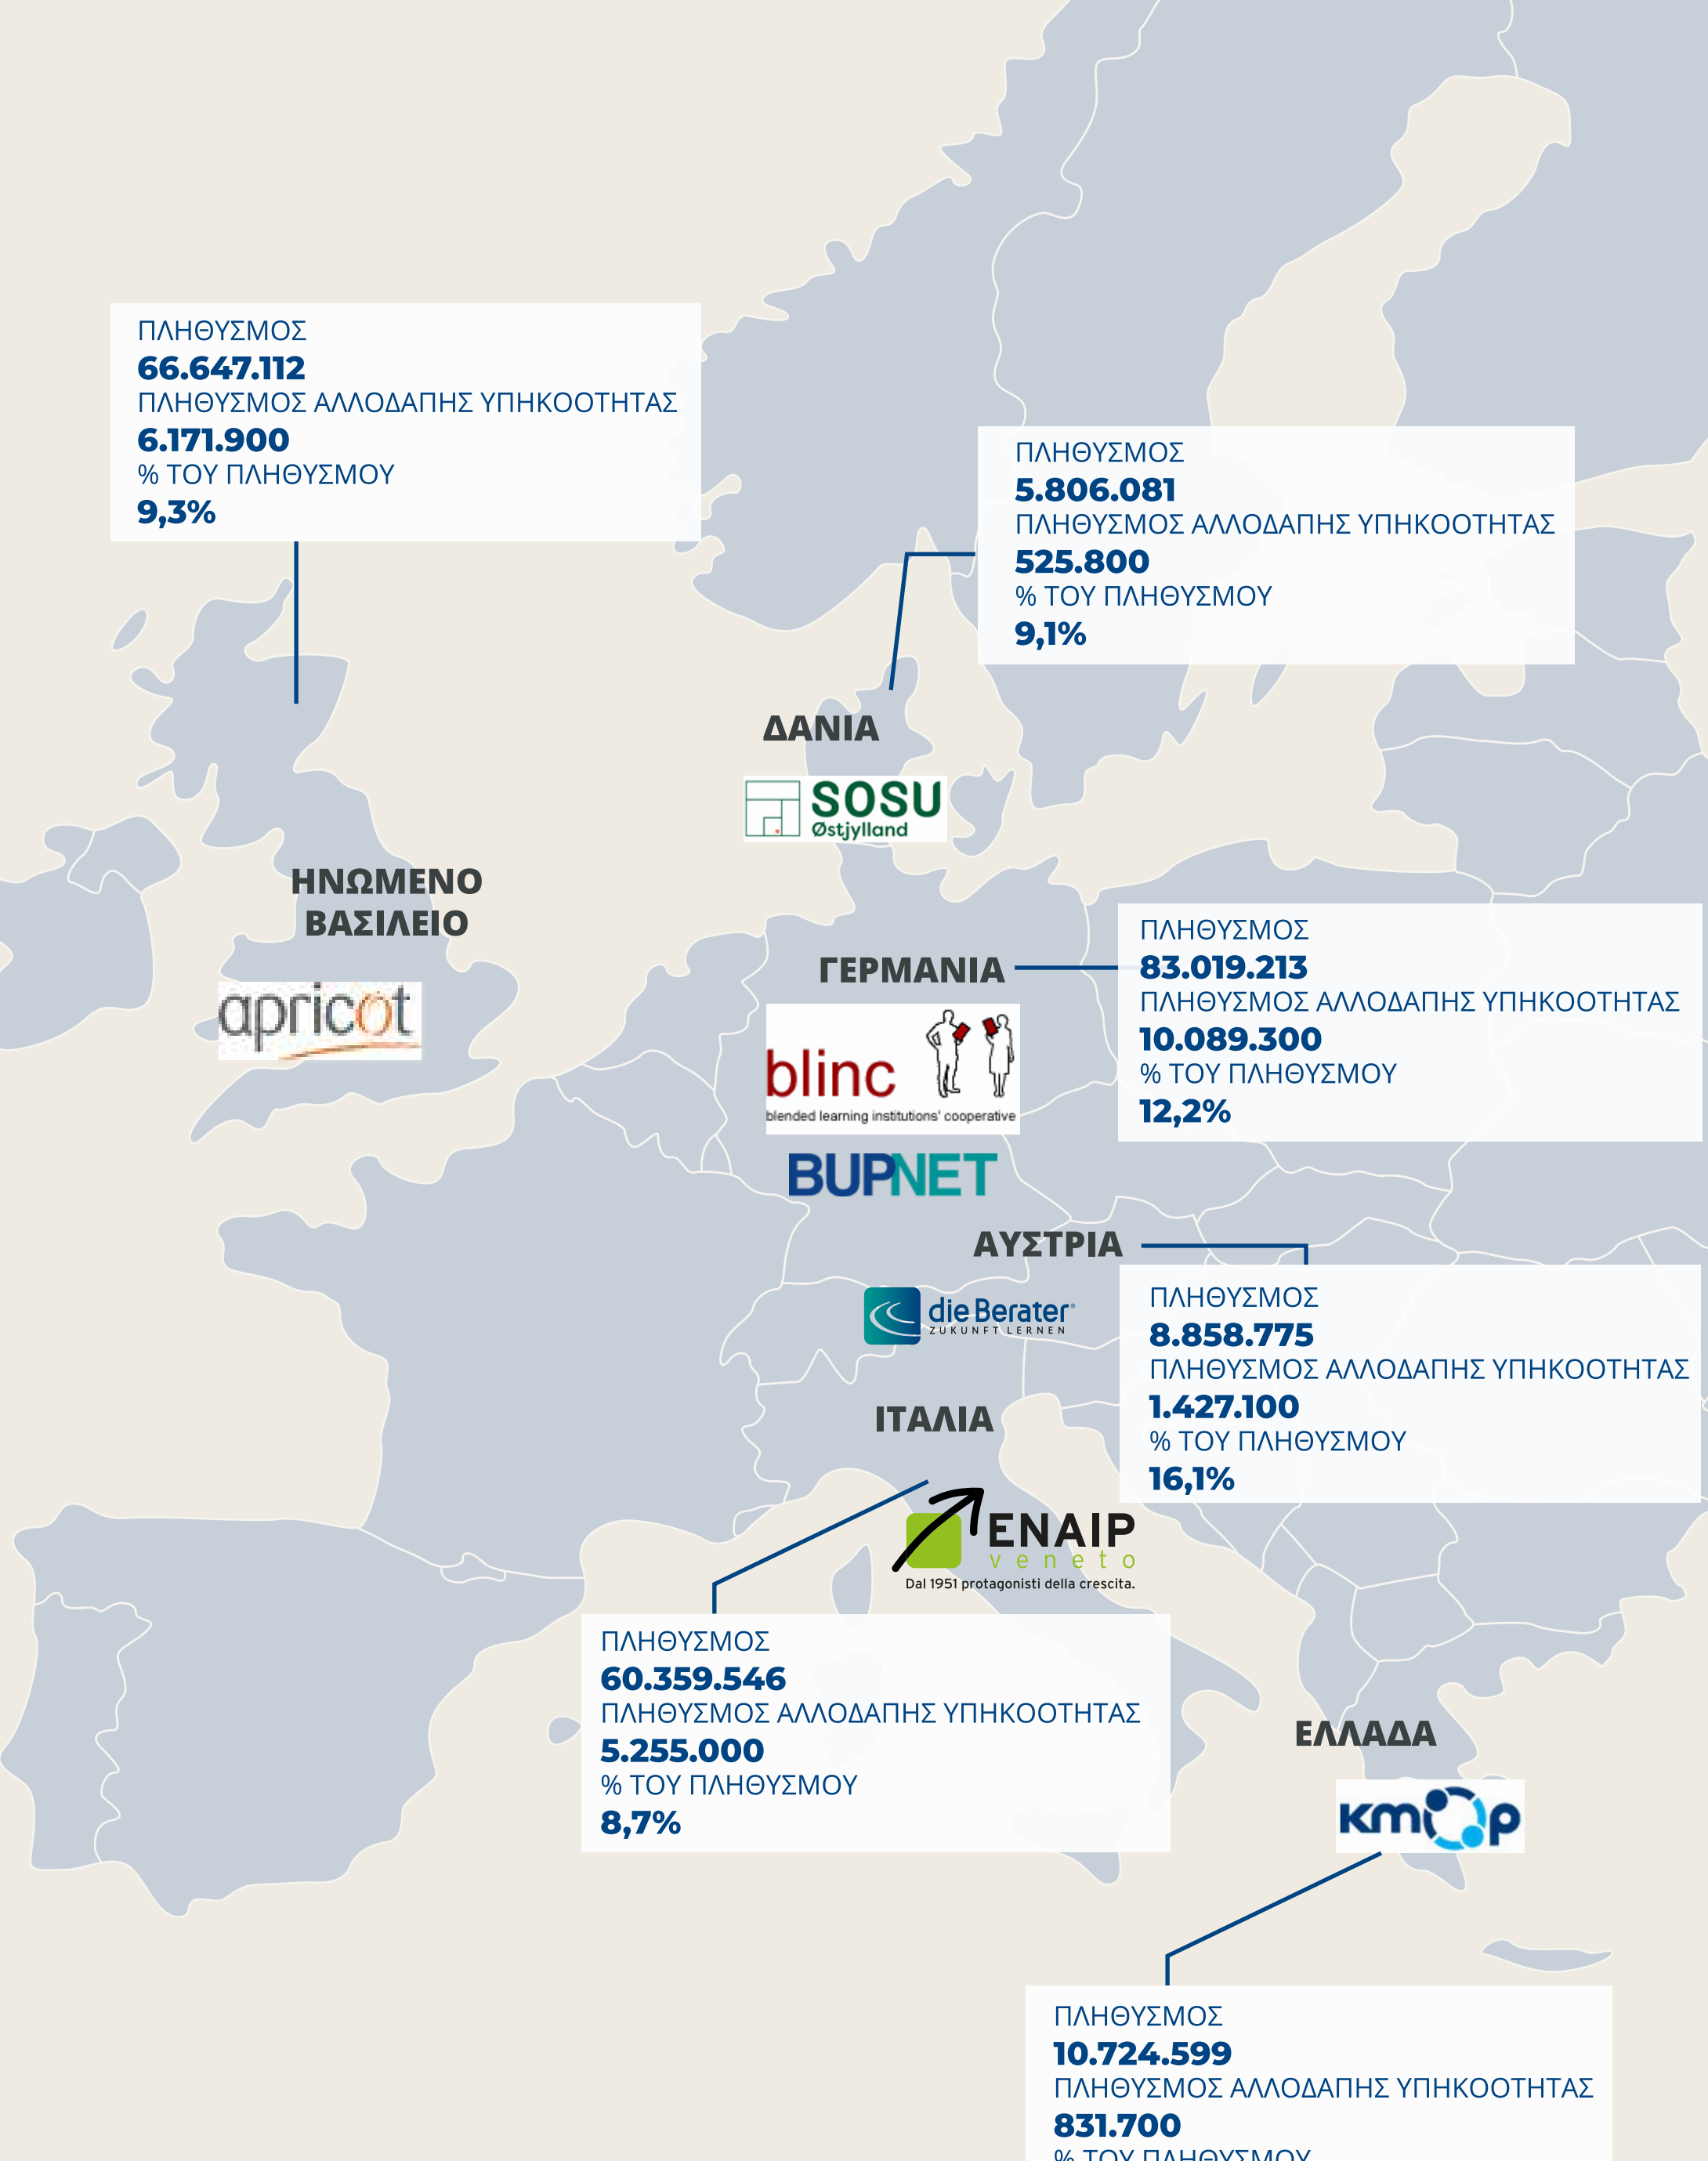 ΠΛΗΘΥΣΜΟΣ
66.647.112
ΠΛΗΘΥΣΜΟΣ ΑΛΛΟΔΑΠΗΣ ΥΠΗΚΟΟΤΗΤΑΣ
6.171.900
% ΤΟΥ ΠΛΗΘΥΣΜΟΥ
9,3%
ΠΛΗΘΥΣΜΟΣ
5.806.081
ΠΛΗΘΥΣΜΟΣ ΑΛΛΟΔΑΠΗΣ ΥΠΗΚΟΟΤΗΤΑΣ
525.800
% ΤΟΥ ΠΛΗΘΥΣΜΟΥ
9,1%
ΔΑΝΙΑ
SOSU
Østjylland
ΗΝΩΜΕΝΟ
ΒΑΣΙΛΕΙΟ
apricot
ΓΕΡΜΑΝΙΑ
blinc
blended learning institutions' cooperative
BUPNET
ΠΛΗΘΥΣΜΟΣ
83.019.213
ΠΛΗΘΥΣΜΟΣ ΑΛΛΟΔΑΠΗΣ ΥΠΗΚΟΟΤΗΤΑΣ
10.089.300
% ΤΟΥ ΠΛΗΘΥΣΜΟΥ
12,2%
ΑΥΣΤΡΙΑ
die Berater®
ZUKUNFT LERNEN
ΠΛΗΘΥΣΜΟΣ
8.858.775
ΠΛΗΘΥΣΜΟΣ ΑΛΛΟΔΑΠΗΣ ΥΠΗΚΟΟΤΗΤΑΣ
1.427.100
% ΤΟΥ ΠΛΗΘΥΣΜΟΥ
16,1%
ΙΤΑΛΙΑ
ENAIP
veneto
Dal 1951 protagonisti della crescita.
ΠΛΗΘΥΣΜΟΣ
60.359.546
ΠΛΗΘΥΣΜΟΣ ΑΛΛΟΔΑΠΗΣ ΥΠΗΚΟΟΤΗΤΑΣ
5.255.000
% ΤΟΥ ΠΛΗΘΥΣΜΟΥ
8,7%
ΕΛΛΑΔΑ
kmop
ΠΛΗΘΥΣΜΟΣ
10.724.599
ΠΛΗΘΥΣΜΟΣ ΑΛΛΟΔΑΠΗΣ ΥΠΗΚΟΟΤΗΤΑΣ
831.700
% ΤΟΥ ΠΛΗΘΥΣΜΟΥ